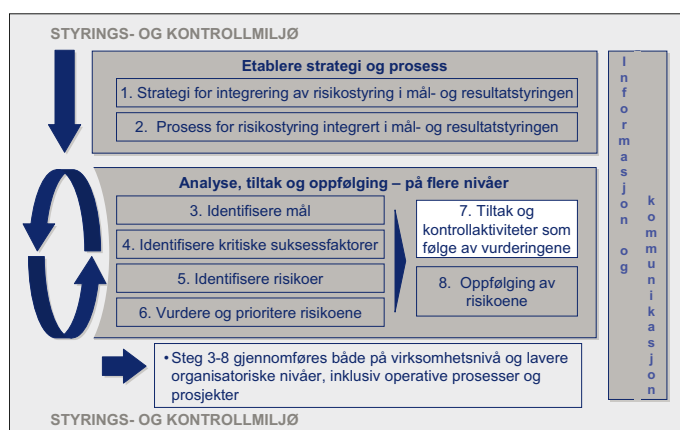 STYRINGS- OG KONTROLLMILJØ
Etablere strategi og prosess
1. Strategi for integrering av risikostyring i mål- og resultatstyringen
2. Prosess for risikostyring integrert i mål- og resultatstyringen
Analyse, tiltak og oppfølging – på flere nivåer
3. Identifisere mål
4. Identifisere kritiske suksessfaktorer
5. Identifisere risikoer
6. Vurdere og prioritere risikoene
7. Tiltak og
kontrollaktiviteter som
følge av vurderingene
8. Oppfølging av
risikoene
• Steg 3-8 gjennomføres både på virksomhetsnivå og lavere
organisatoriske nivåer, inklusiv operative prosesser og
prosjekter
Informasjon og
kommunikasjon
STYRINGS- OG KONTROLLMILJØ